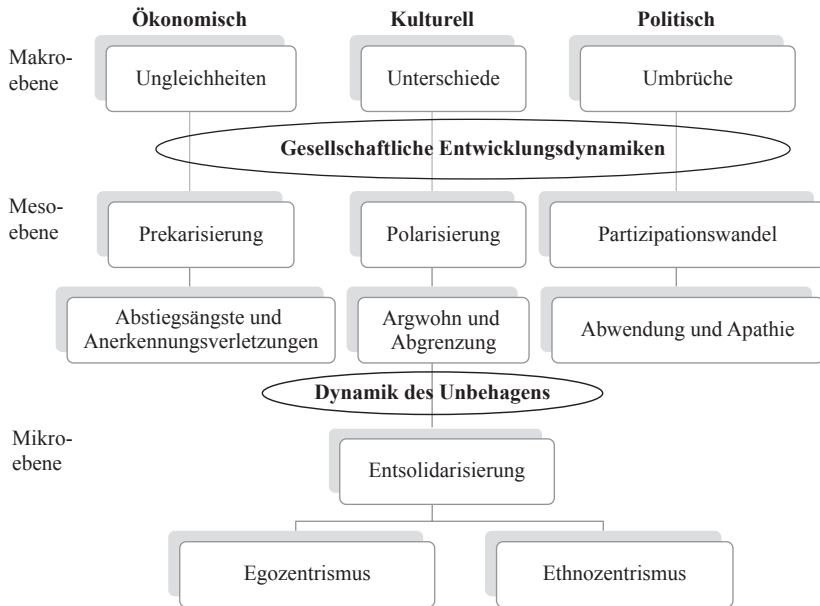 Ökonomisch Kulturell Politisch
Makro-
ebene
Ungleichheiten Unterschiede Umbrüche
Gesellschaftliche Entwicklungsdynamiken
Meso-
ebene
Prekarisierung Polarisierung Partizipationswandel
Abstiegsängste und
Anerkennungsverletzungen
Argwohn und
Abgrenzung
Abwendung und Apathie
Dynamik des Unbehagens
Mikro-
ebene
Entsolidarisierung
Egozentrismus Ethnozentrismus